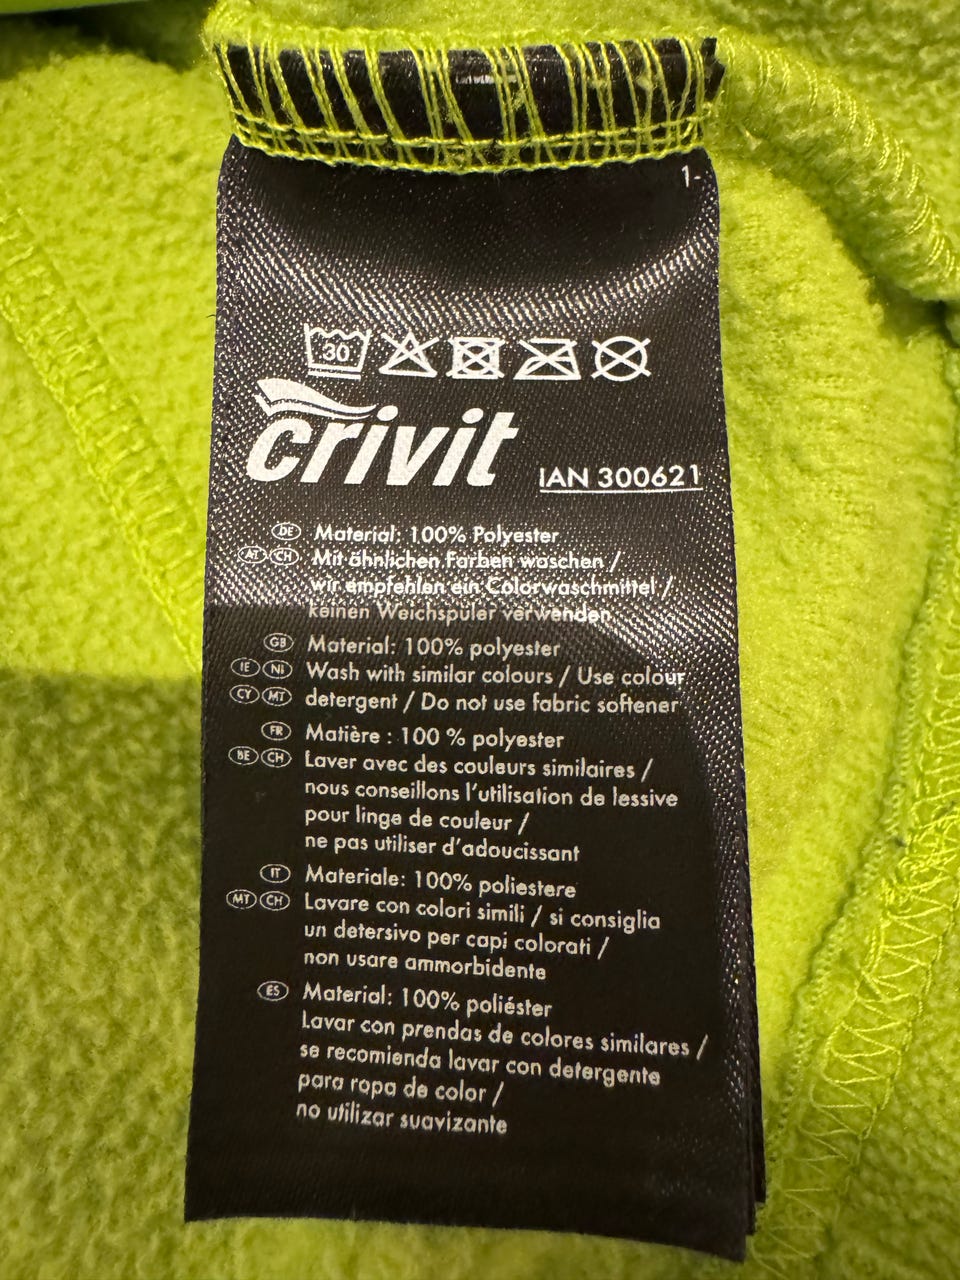 1-
30
crivit
IAN 300621
DE Material: 100% Polyester
AT CH Mit ähnlichen Farben waschen /
wir empfehlen ein Colorwaschmittel /
keinen Weichspüler verwenden
GB Material: 100% polyester
IE NI Wash with similar colours / Use colour
CY MT detergent / Do not use fabric softener
FR Matière : 100 % polyester
BE CH Laver avec des couleurs similaires /
nous conseillons l'utilisation de lessive
pour linge de couleur /
ne pas utiliser d'adoucissant
IT Materiale: 100% poliestere
MT CH Lavare con colori simili / si consiglia
un detersivo per capi colorati /
non usare ammorbidente
ES Material: 100% poliéster
Lavar con prendas de colores similares /
se recomienda lavar con detergente
para ropa de color /
no utilizar suavizante